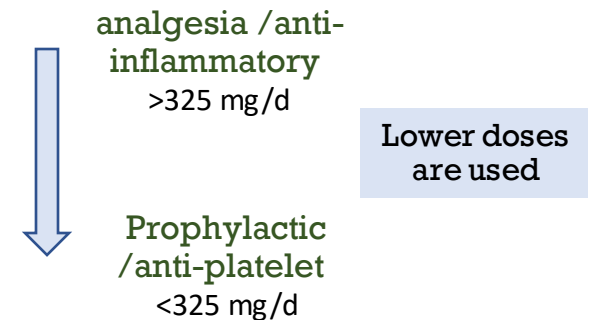 analgesia /anti-
inflammatory
>325 mg/d
Lower doses
are used
Prophylactic
/anti-platelet
<325 mg/d